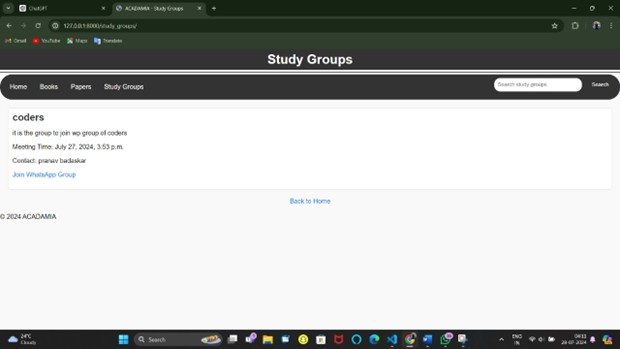 ChatGPT
ACADAMIA - Study Groups
127.0.0.1:8000/study_groups/
Gmail YouTube Maps Translate
Study Groups
Home Books Papers Study Groups Search study groups Search
coders
it is the group to join wp group of coders
Meeting Time: July 27, 2024, 3:53 p.m.
Contact: pranav badaskar
Join WhatsApp Group
Back to Home
© 2024 ACADAMIA
24°C
Cloudy
Search
ENG
IN
04:11
26-07-2024